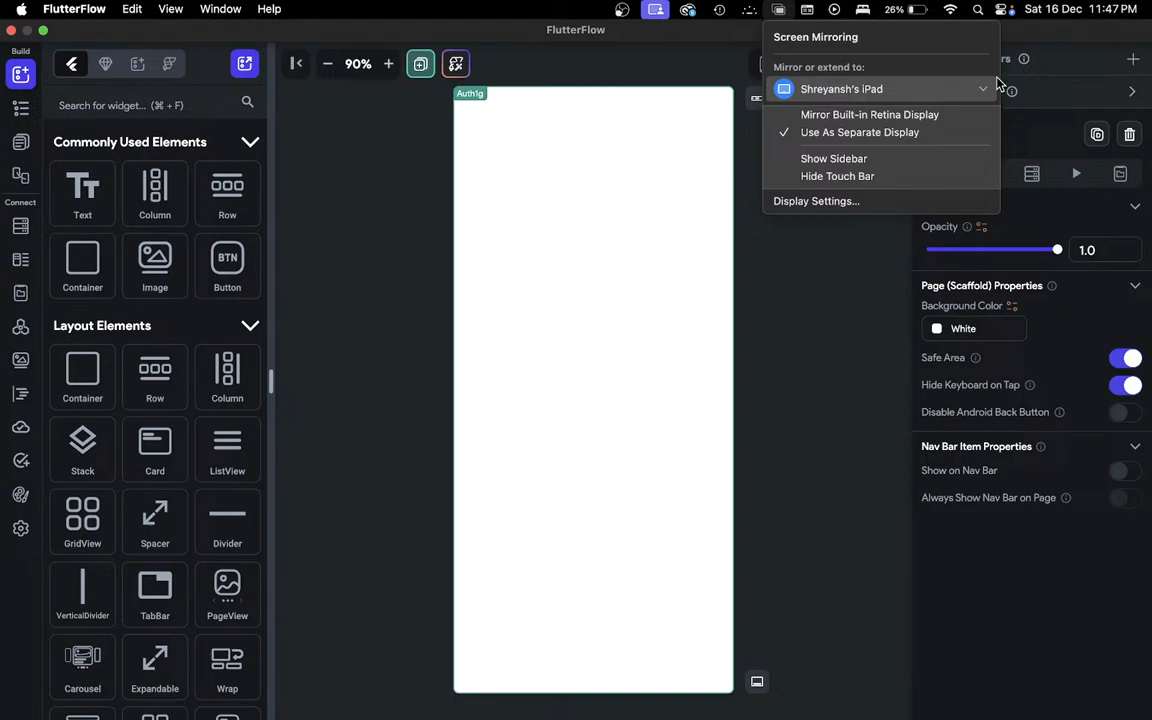 FlutterFlow Edit View Window Help
26%
Sat 16 Dec 11:47 PM
FlutterFlow
Screen Mirroring
Mirror or extend to:
Shreyansh's iPad
Mirror Built-in Retina Display
Use As Separate Display
Show Sidebar
Hide Touch Bar
Display Settings...
Build
Connect
90%
Search for widget... (⌘ + F)
Commonly Used Elements
Tt
Text
Column
Row
Container
Image
BTN
Button
Layout Elements
Container
Row
Column
Stack
Card
ListView
GridView
Spacer
Divider
VerticalDivider
TabBar
PageView
Carousel
Expandable
Wrap
Auth1g
rs
Opacity
1.0
Page (Scaffold) Properties
Background Color
White
Safe Area
Hide Keyboard on Tap
Disable Android Back Button
Nav Bar Item Properties
Show on Nav Bar
Always Show Nav Bar on Page